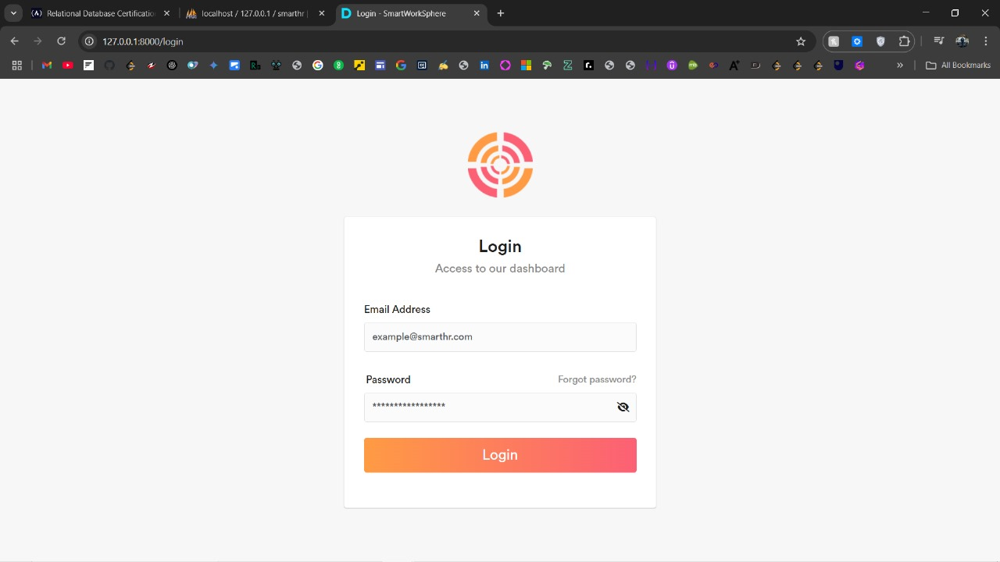 Relational Database Certificatio
localhost / 127.0.0.1 / smarthr |
Login - SmartWorkSphere
127.0.0.1:8000/login
All Bookmarks
Login
Access to our dashboard
Email Address
example@smarthr.com
Password Forgot password?
*****************
Login